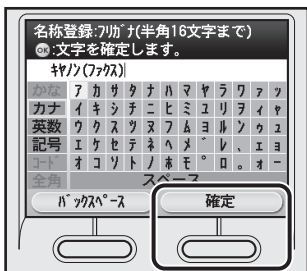 名称登録:ﾌﾘｶﾞﾅ(半角16文字まで)
OK:文字を確定します。
ｷﾔﾉﾝ(ﾌｧｸｽ)
かな ｱ ｶ ｻ ﾀ ﾅ ﾊ ﾏ ﾔ ﾗ ﾜ ｧ ｯ
カナ ｲ ｷ ｼ ﾁ ﾆ ﾋ ﾐ ﾕ ﾘ ｦ ｨ ｬ
英数 ｳ ｸ ｽ ﾂ ﾇ ﾌ ﾑ ﾖ ﾙ ﾝ ｩ ｭ
記号 ｴ ｹ ｾ ﾃ ﾈ ﾍ ﾒ ﾞ ﾚ 、 ｪ ｮ
ｺｰﾄﾞ ｵ ｺ ｿ ﾄ ﾉ ﾎ ﾓ ﾟ ﾛ 。 ｫ ｰ
全角 スペース
ﾊﾞｯｸｽﾍﾟｰｽ 確定